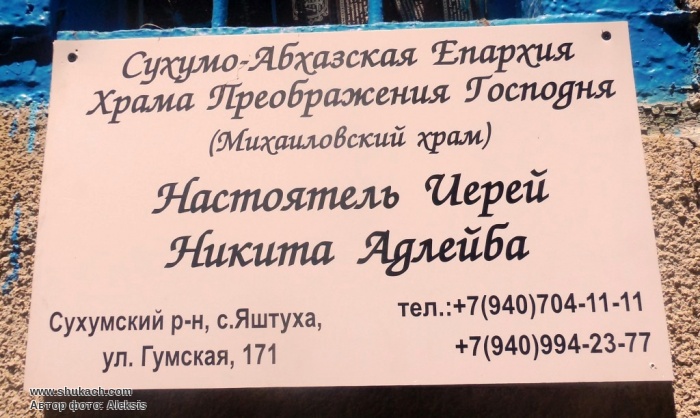 Сухумо-Абхазская Епархия
Храма Преображения Господня
(Михаиловский храм)
Настоятель Иерей
Никита Адлейба
Сухумский р-н, с.Яштуха,
ул. Гумская, 171
тел.:+7(940)704-11-11
+7(940)994-23-77
www.shukach.com
Автор фото: Aleksis